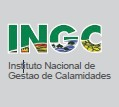 INGC
Instituto Nacional de
Gestao de Calamidades